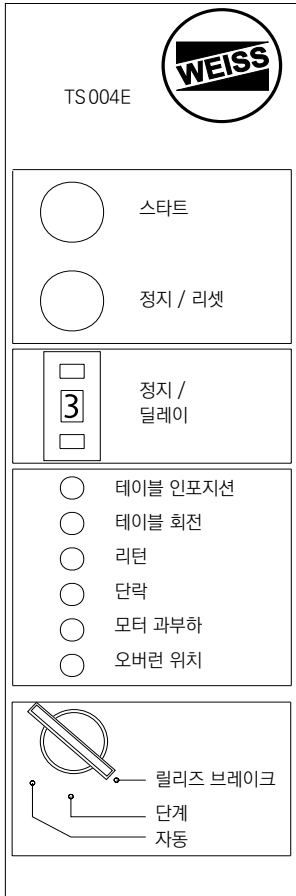 WEISS
TS004E
스타트
정지 / 리셋
3
정지 /
딜레이
테이블 인포지션
테이블 회전
리턴
단락
모터 과부하
오버런 위치
릴리즈 브레이크
단계
자동